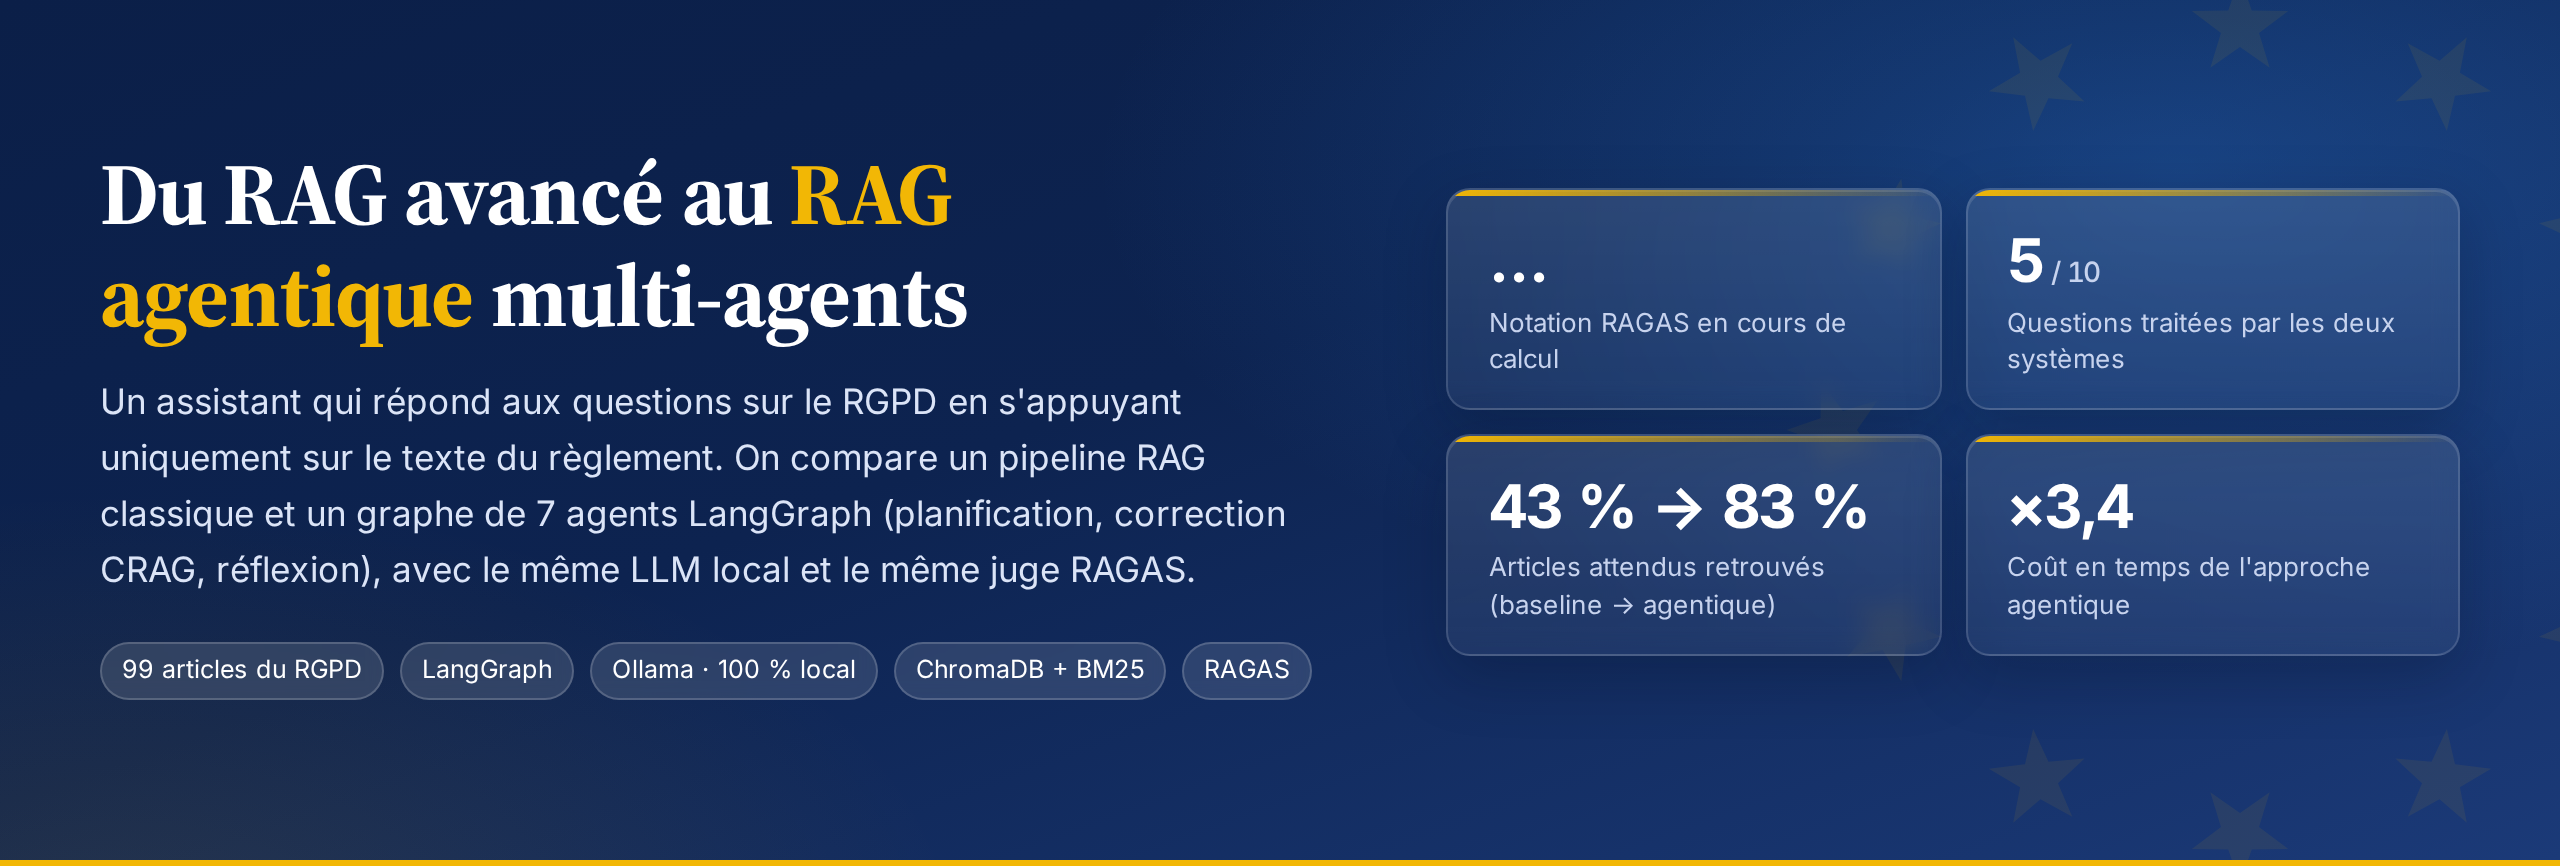 Du RAG avancé au RAG
agentique multi-agents
Un assistant qui répond aux questions sur le RGPD en s'appuyant
uniquement sur le texte du règlement. On compare un pipeline RAG
classique et un graphe de 7 agents LangGraph (planification, correction
CRAG, réflexion), avec le même LLM local et le même juge RAGAS.
99 articles du RGPD
LangGraph
Ollama · 100 % local
ChromaDB + BM25
RAGAS
...
Notation RAGAS en cours de
calcul
5 / 10
Questions traitées par les deux
systèmes
43 % → 83 %
Articles attendus retrouvés
(baseline → agentique)
×3,4
Coût en temps de l'approche
agentique